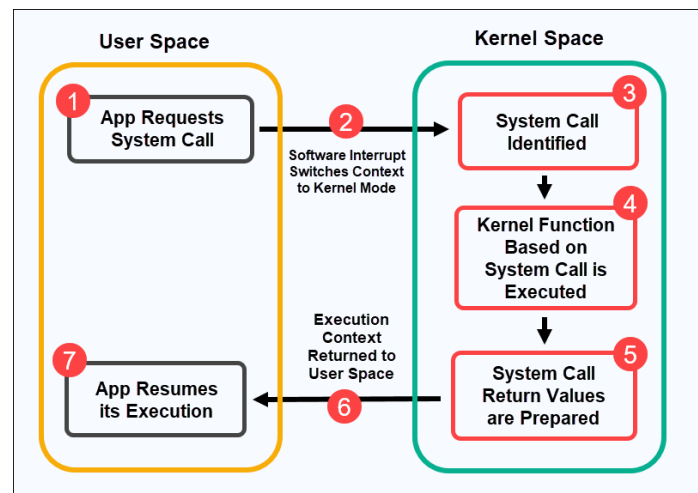 User Space
Kernel Space
1
App Requests
System Call
2
Software Interrupt
Switches Context
to Kernel Mode
3
System Call
Identified
4
Kernel Function
Based on
System Call is
Executed
5
System Call
Return Values
are Prepared
Execution
Context
Returned to
User Space
6
7
App Resumes
its Execution